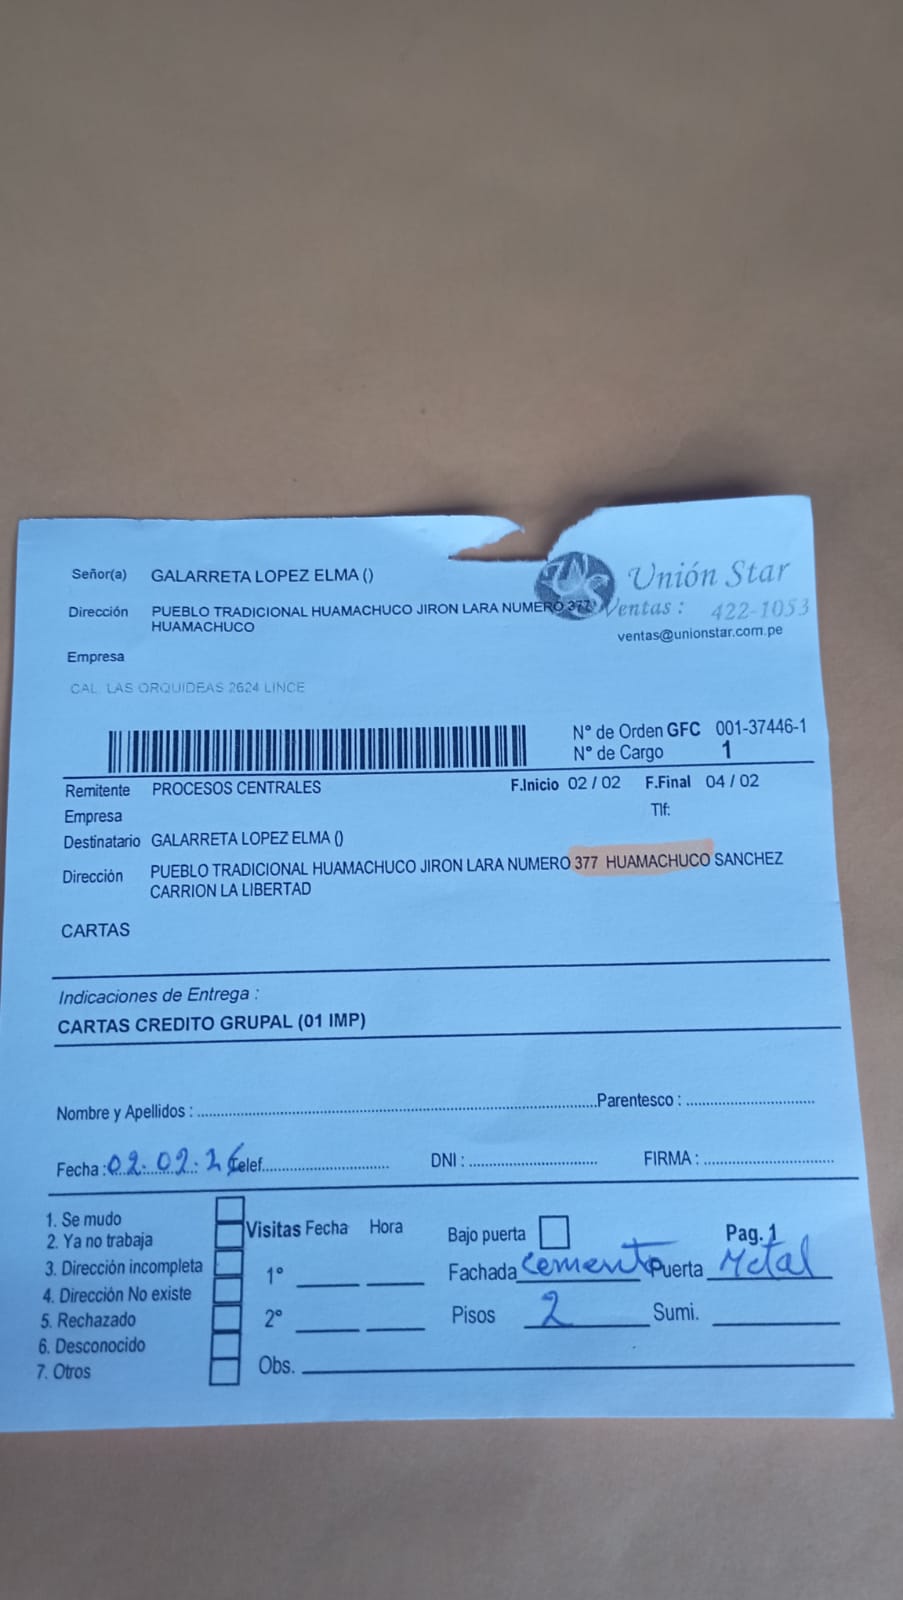 Señor(a) GALARRETA LOPEZ ELMA ()
Unión Star
Dirección PUEBLO TRADICIONAL HUAMACHUCO JIRON LARA NUMERO 377
HUAMACHUCO
Ventas : 422-1053
ventas@unionstar.com.pe
Empresa
CAL. LAS ORQUIDEAS 2624 LINCE
N° de Orden GFC 001-37446-1
N° de Cargo 1
Remitente PROCESOS CENTRALES F.Inicio 02 / 02 F.Final 04 / 02
Empresa Tlf:
Destinatario GALARRETA LOPEZ ELMA ()
Dirección PUEBLO TRADICIONAL HUAMACHUCO JIRON LARA NUMERO 377 HUAMACHUCO SANCHEZ
CARRION LA LIBERTAD
CARTAS
Indicaciones de Entrega :
CARTAS CREDITO GRUPAL (01 IMP)
Nombre y Apellidos : Parentesco :
Fecha : 02.02.26 Telef. DNI : FIRMA :
1. Se mudo
2. Ya no trabaja
3. Dirección incompleta
4. Dirección No existe
5. Rechazado
6. Desconocido
7. Otros
Visitas Fecha Hora
1°
2°
Obs.
Bajo puerta Pag. 1
Fachada Cemento Puerta Metal
Pisos 2 Sumi.